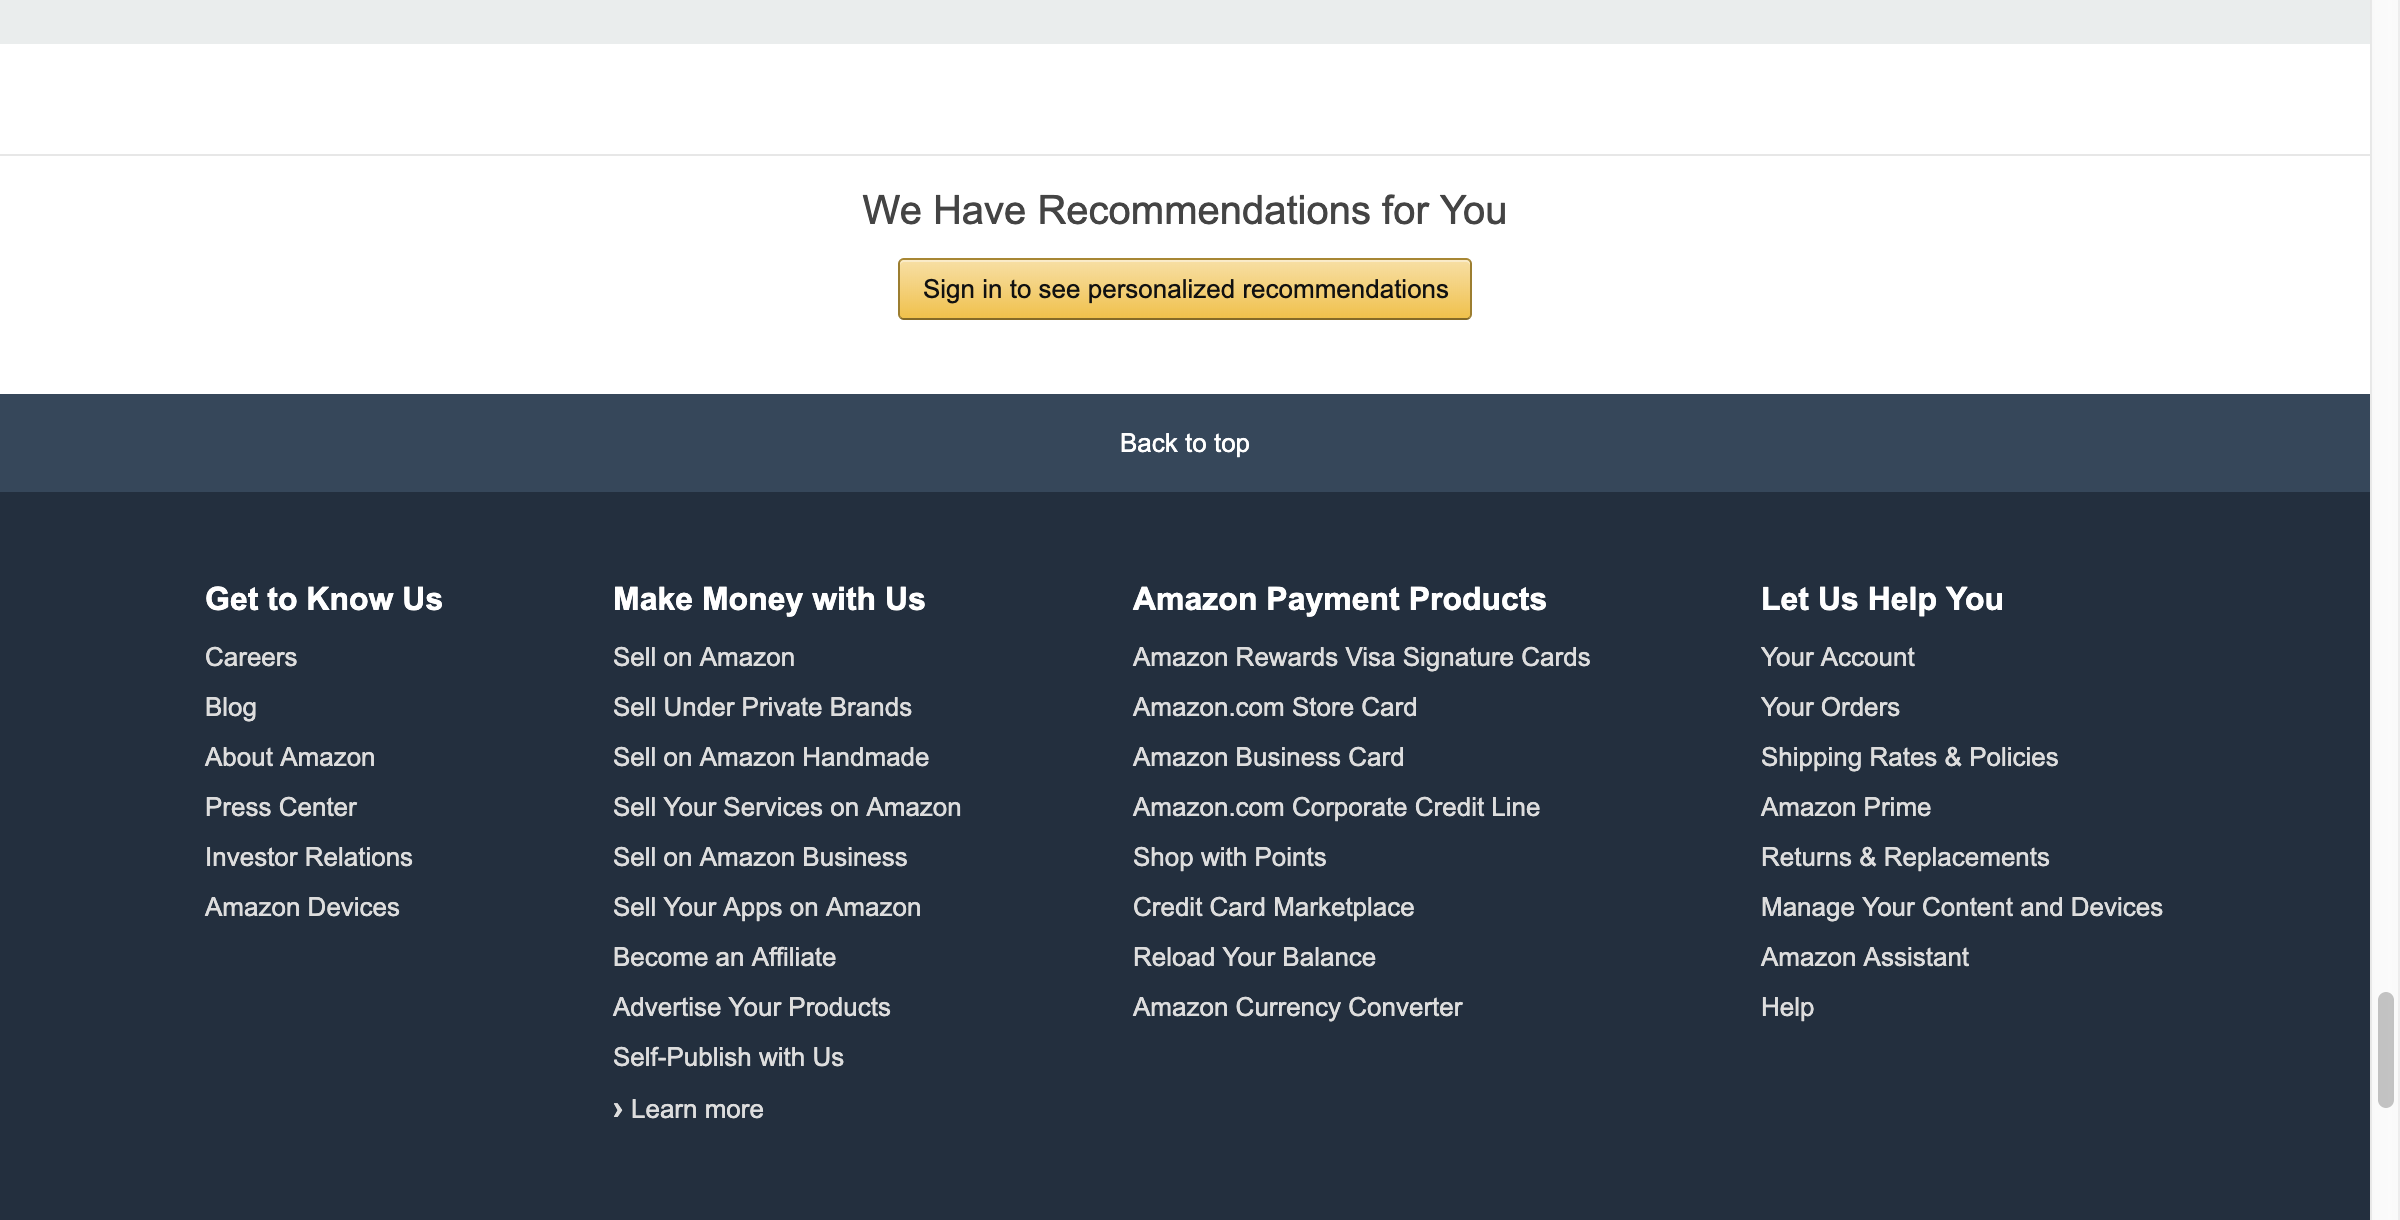 We Have Recommendations for You
Sign in to see personalized recommendations
Back to top
Get to Know Us
Careers
Blog
About Amazon
Press Center
Investor Relations
Amazon Devices
Make Money with Us
Sell on Amazon
Sell Under Private Brands
Sell on Amazon Handmade
Sell Your Services on Amazon
Sell on Amazon Business
Sell Your Apps on Amazon
Become an Affiliate
Advertise Your Products
Self-Publish with Us
› Learn more
Amazon Payment Products
Amazon Rewards Visa Signature Cards
Amazon.com Store Card
Amazon Business Card
Amazon.com Corporate Credit Line
Shop with Points
Credit Card Marketplace
Reload Your Balance
Amazon Currency Converter
Let Us Help You
Your Account
Your Orders
Shipping Rates & Policies
Amazon Prime
Returns & Replacements
Manage Your Content and Devices
Amazon Assistant
Help